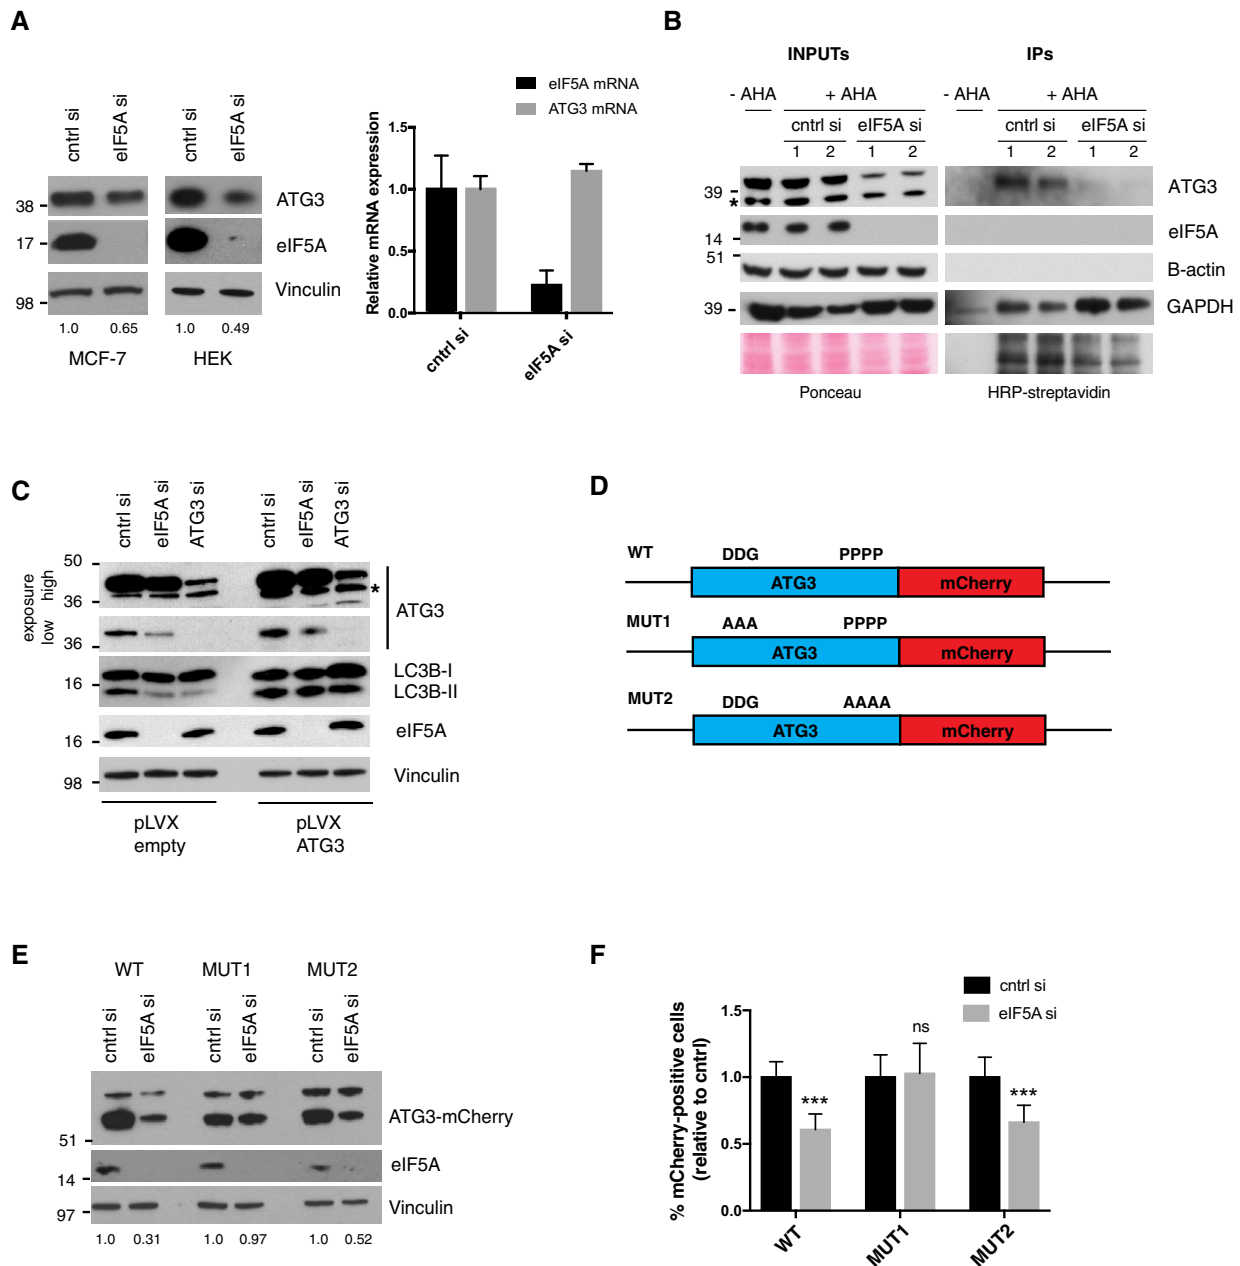 A
cntrl si
eIF5A si
cntrl si
eIF5A si
38
17
98
ATG3
eIF5A
Vinculin
1.0 0.65 1.0 0.49
MCF-7 HEK
eIF5A mRNA
ATG3 mRNA
Relative mRNA expression
1.5
1.0
0.5
0.0
cntrl si
eIF5A si
B
INPUTs IPs
- AHA + AHA - AHA + AHA
cntrl si eIF5A si cntrl si eIF5A si
1 2 1 2 1 2 1 2
39
*
14
51
39
ATG3
eIF5A
B-actin
GAPDH
Ponceau HRP-streptavidin
C
cntrl si
eIF5A si
ATG3 si
cntrl si
eIF5A si
ATG3 si
exposure
low high
50
36
36
16
16
98
*
ATG3
LC3B-I
LC3B-II
eIF5A
Vinculin
pLVX
empty
pLVX
ATG3
D
WT DDG PPPP
ATG3 mCherry
MUT1 AAA PPPP
ATG3 mCherry
MUT2 DDG AAAA
ATG3 mCherry
E
WT MUT1 MUT2
cntrl si
eIF5A si
cntrl si
eIF5A si
cntrl si
eIF5A si
51
14
97
ATG3-mCherry
eIF5A
Vinculin
1.0 0.31 1.0 0.97 1.0 0.52
F
cntrl si
eIF5A si
% mCherry-positive cells
(relative to cntrl)
1.5
1.0
0.5
0.0
***
ns
***
WT
MUT1
MUT2